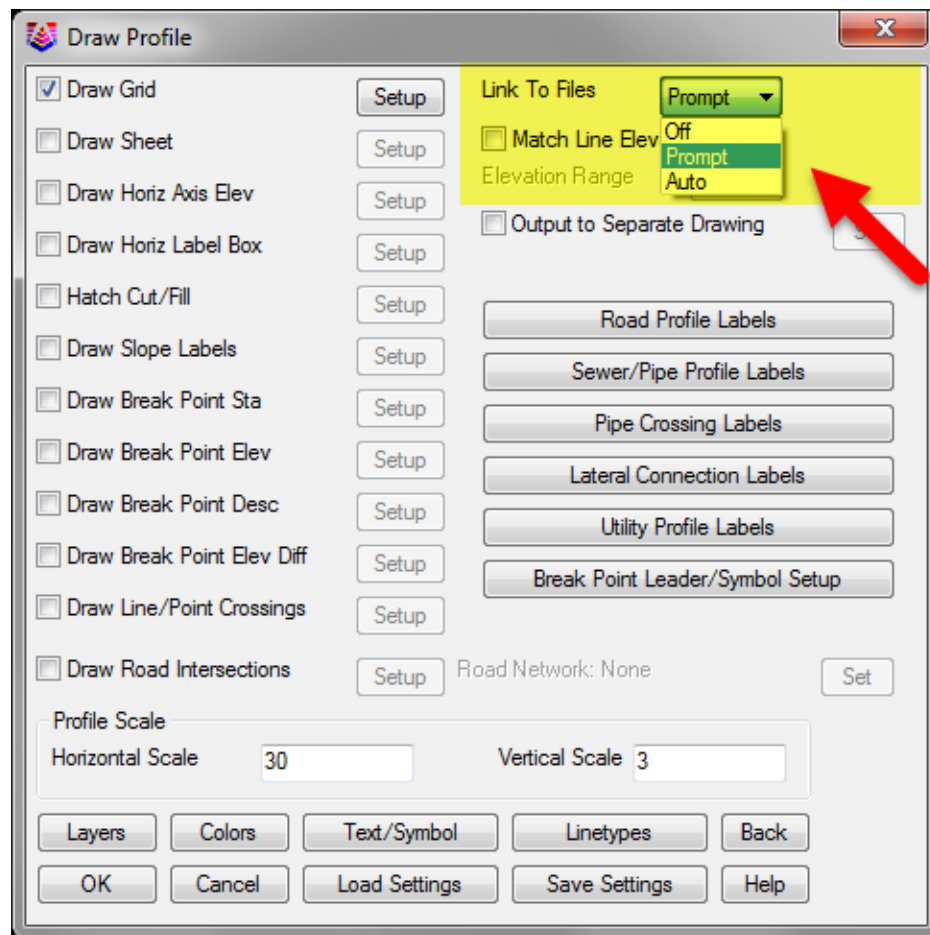 Draw Profile
Draw Grid
Setup
Link To Files
Prompt
Draw Sheet
Setup
Match Line Elev
Off
Prompt
Auto
Draw Horiz Axis Elev
Setup
Elevation Range
Draw Horiz Label Box
Setup
Output to Separate Drawing
Hatch Cut/Fill
Setup
Road Profile Labels
Draw Slope Labels
Setup
Sewer/Pipe Profile Labels
Draw Break Point Sta
Setup
Pipe Crossing Labels
Draw Break Point Elev
Setup
Lateral Connection Labels
Draw Break Point Desc
Setup
Utility Profile Labels
Draw Break Point Elev Diff
Setup
Break Point Leader/Symbol Setup
Draw Line/Point Crossings
Setup
Draw Road Intersections
Setup
Road Network: None
Set
Profile Scale
Horizontal Scale
30
Vertical Scale
3
Layers
Colors
Text/Symbol
Linetypes
Back
OK
Cancel
Load Settings
Save Settings
Help